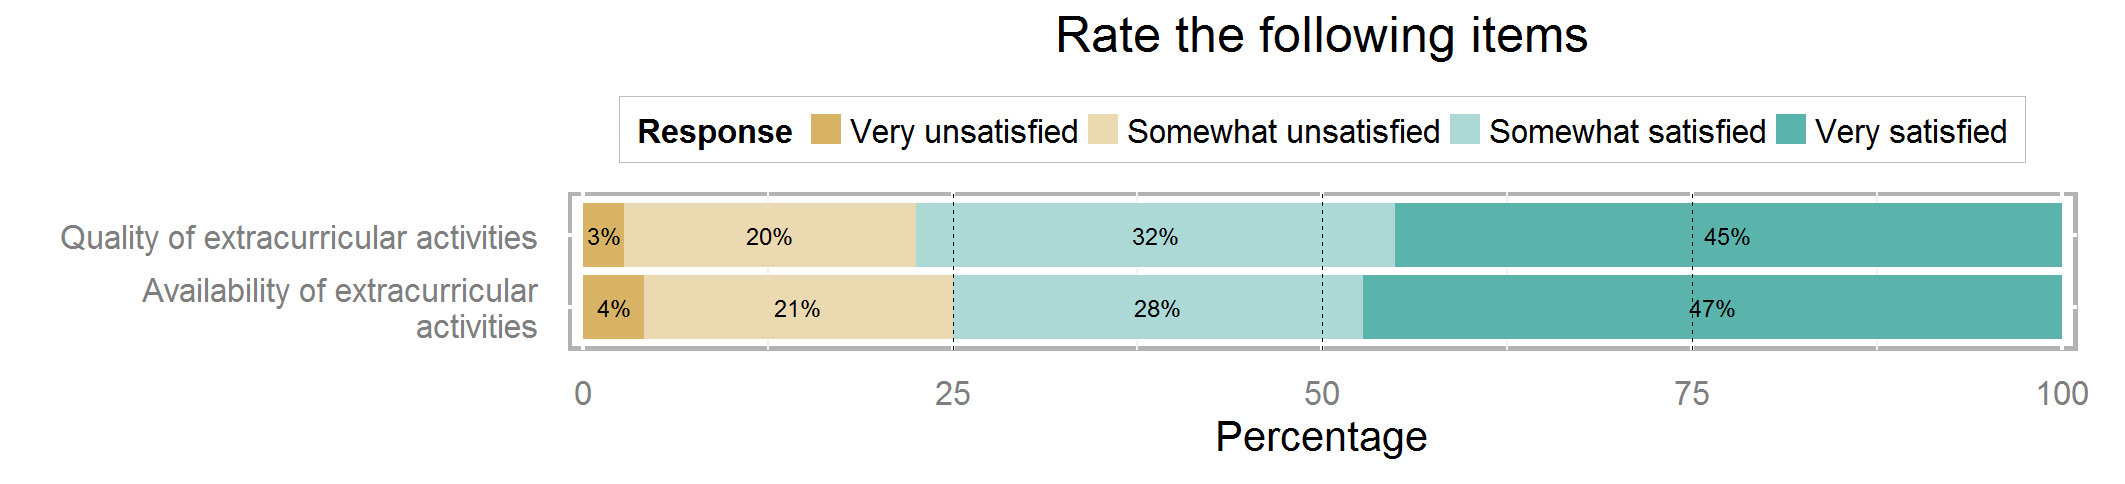 Rate the following items
Response Very unsatisfied Somewhat unsatisfied Somewhat satisfied Very satisfied
Quality of extracurricular activities 3% 20% 32% 45%
Availability of extracurricular
activities
4% 21% 28% 47%
0 25 50 75 100
Percentage